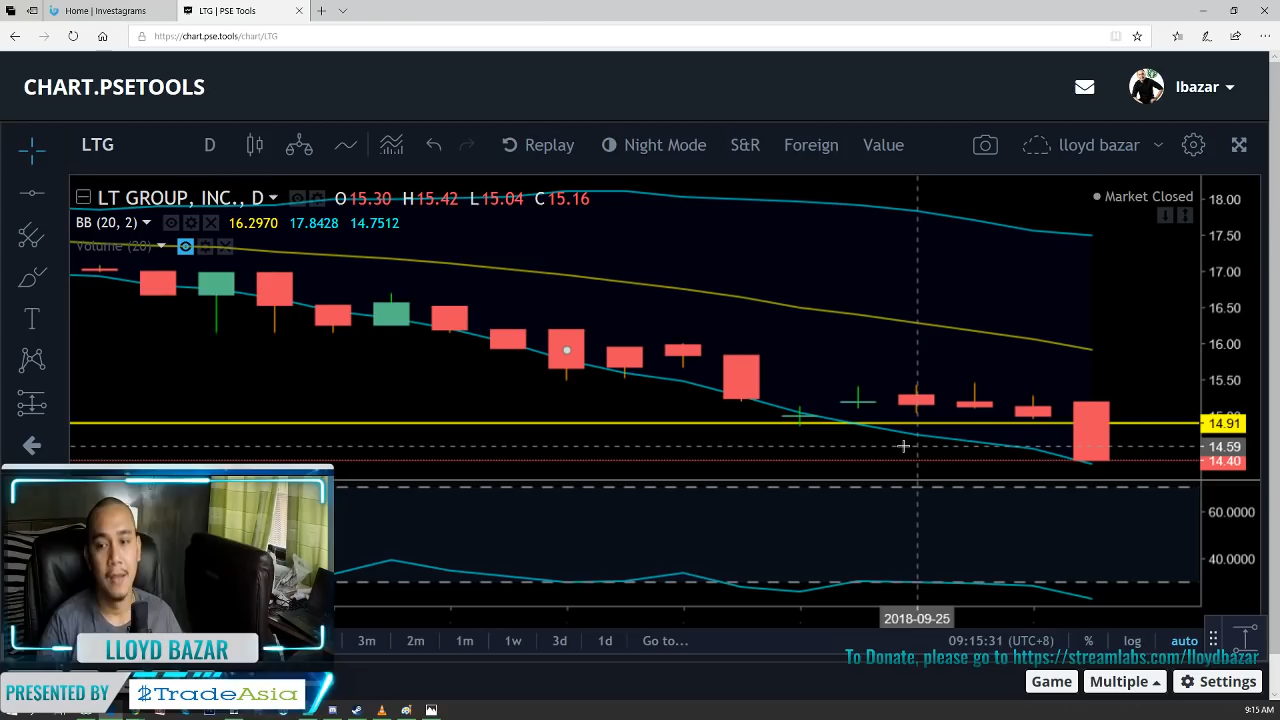 Home | Investagrams
LTG | PSE Tools
https://chart.pse.tools/chart/LTG
CHART.PSETOOLS
lbazar
LTG
D
Replay
Night Mode
S&R
Foreign
Value
lloyd bazar
LT GROUP, INC., D
O15.30 H15.42 L15.04 C15.16
Market Closed
BB (20, 2)
16.2970 17.8428 14.7512
Volume (20)
18.00
17.50
17.00
16.50
16.00
15.50
14.91
14.59
14.40
60.0000
40.0000
2018-09-25
3m
2m
1m
1w
3d
1d
Go to...
09:15:31 (UTC+8)
%
log
auto
To Donate, please go to https://streamlabs.com/lloydbazar
LLOYD BAZAR
PRESENTED BY
$TradeAsia
Game
Multiple
Settings
9:15 AM